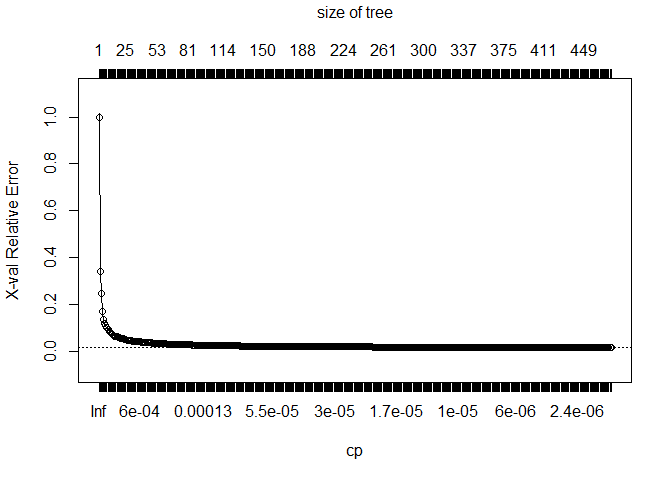 size of tree
1 25 53 81 114 150 188 224 261 300 337 375 411 449
X-val Relative Error
1.0
0.8
0.6
0.4
0.2
0.0
Inf 6e-04 0.00013 5.5e-05 3e-05 1.7e-05 1e-05 6e-06 2.4e-06
cp